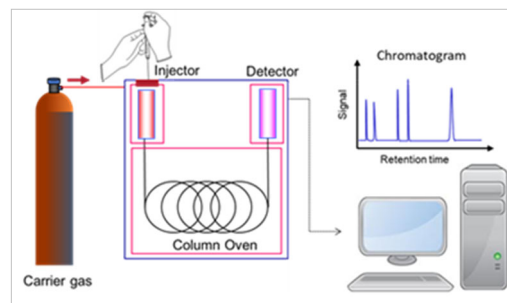 Injector
Detector
Chromatogram
Signal
Retention time
Column Oven
Carrier gas